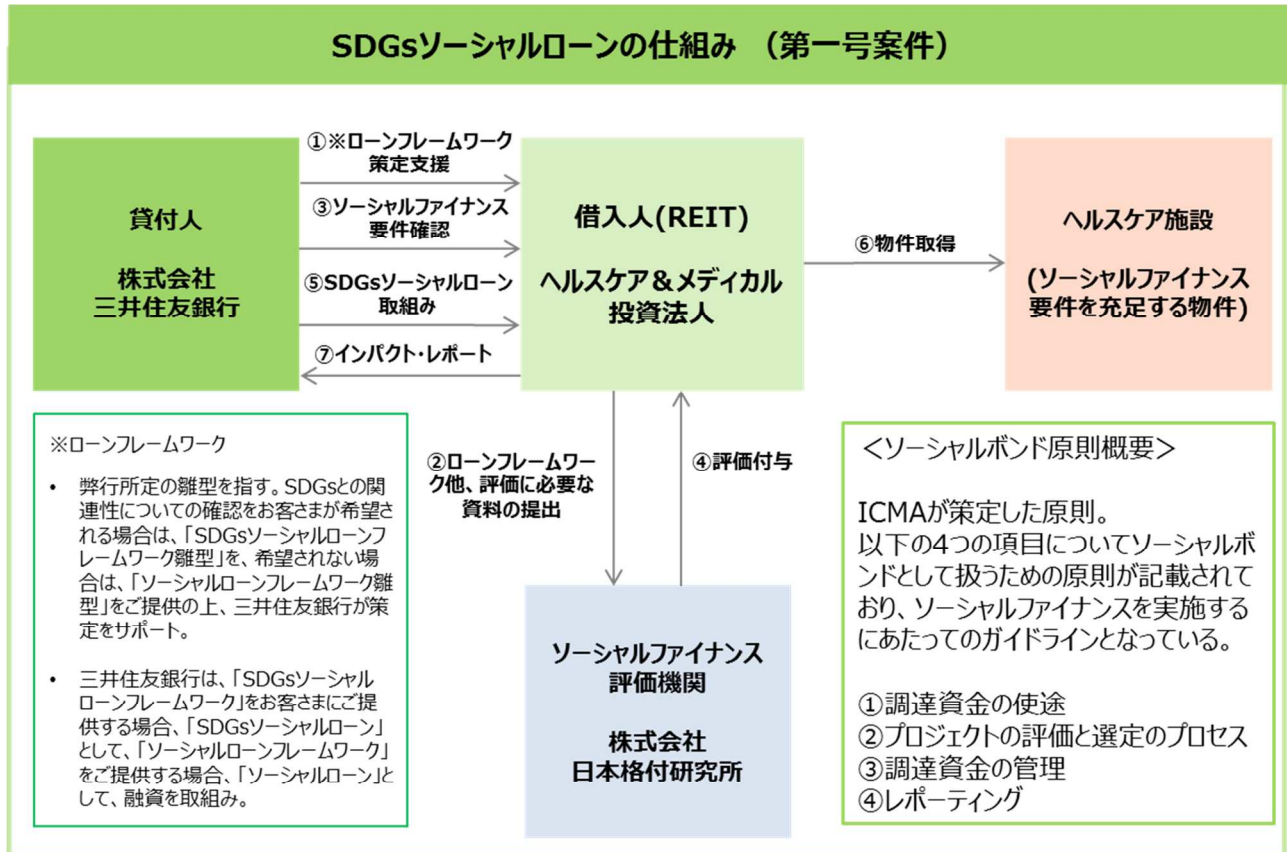 SDGsソーシャルローンの仕組み （第一号案件）
貸付人
株式会社
三井住友銀行
①※ローンフレームワーク
策定支援
③ソーシャルファイナンス
要件確認
⑤SDGsソーシャルローン
取組み
⑦インパクト・レポート
借入人(REIT)
ヘルスケア＆メディカル
投資法人
⑥物件取得
ヘルスケア施設
(ソーシャルファイナンス
要件を充足する物件)
②ローンフレームワー
ク他、評価に必要な
資料の提出
④評価付与
ソーシャルファイナンス
評価機関
株式会社
日本格付研究所
※ローンフレームワーク
• 弊行所定の雛型を指す。SDGsとの関
連性についての確認をお客さまが希望さ
れる場合は、「SDGsソーシャルローンフ
レームワーク雛型」を、希望されない場
合は、「ソーシャルローンフレームワーク雛
型」をご提供の上、三井住友銀行が策
定をサポート。
• 三井住友銀行は、「SDGsソーシャル
ローンフレームワーク」をお客さまにご提
供する場合、「SDGsソーシャルローン」
として、「ソーシャルローンフレームワーク」
をご提供する場合、「ソーシャルローン」と
して、融資を取組み。
＜ソーシャルボンド原則概要＞
ICMAが策定した原則。
以下の4つの項目についてソーシャルボ
ンドとして扱うための原則が記載されて
おり、ソーシャルファイナンスを実施する
にあたってのガイドラインとなっている。
①調達資金の使途
②プロジェクトの評価と選定のプロセス
③調達資金の管理
④レポーティング